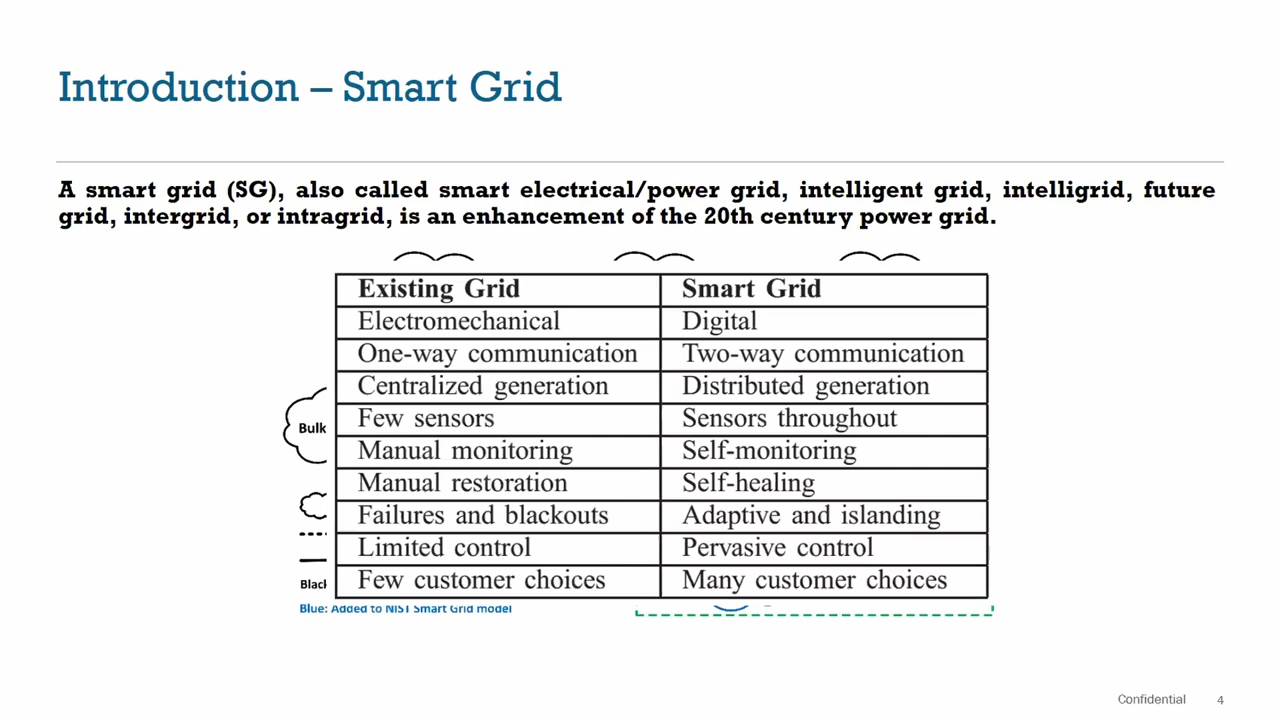 Introduction – Smart Grid
A smart grid (SG), also called smart electrical/power grid, intelligent grid, intelligrid, future
grid, intergrid, or intragrid, is an enhancement of the 20th century power grid.
Existing Grid Smart Grid
Electromechanical Digital
One-way communication Two-way communication
Centralized generation Distributed generation
Bulk
Few sensors Sensors throughout
Manual monitoring Self-monitoring
Manual restoration Self-healing
Failures and blackouts Adaptive and islanding
Limited control Pervasive control
Few customer choices Many customer choices
Blue: Added to NIST Smart Grid model
Confidential 4